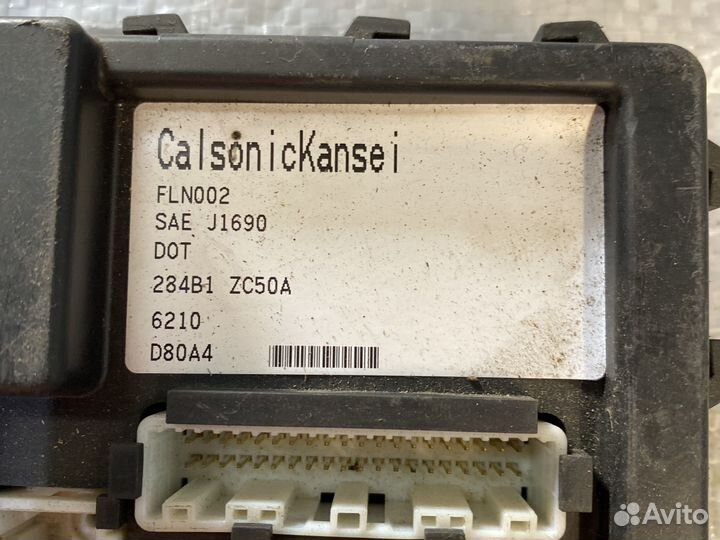 CalsonicKansei
FLN002
SAE J1690
DOT
284B1 ZC50A
6210
D80A4
Avito